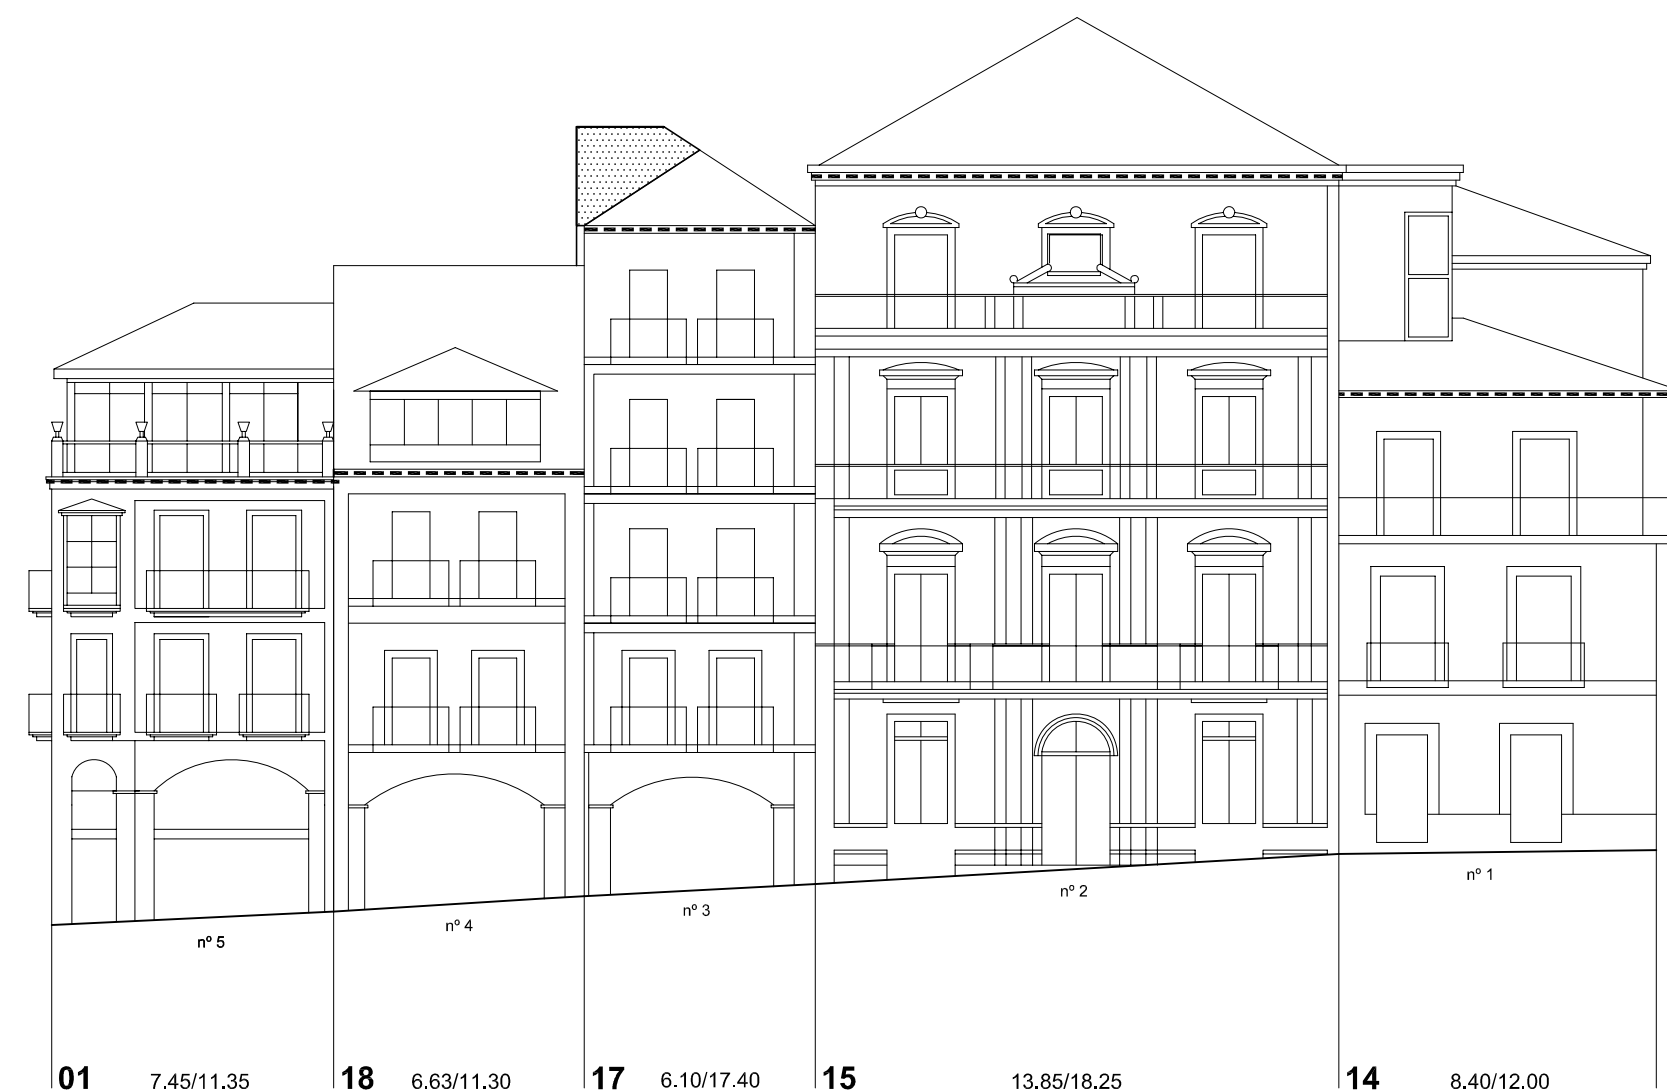 nº 5
nº 4
nº 3
nº 2
nº 1
01 7.45/11.35
18 6.63/11.30
17 6.10/17.40
15 13.85/18.25
14 8.40/12.00